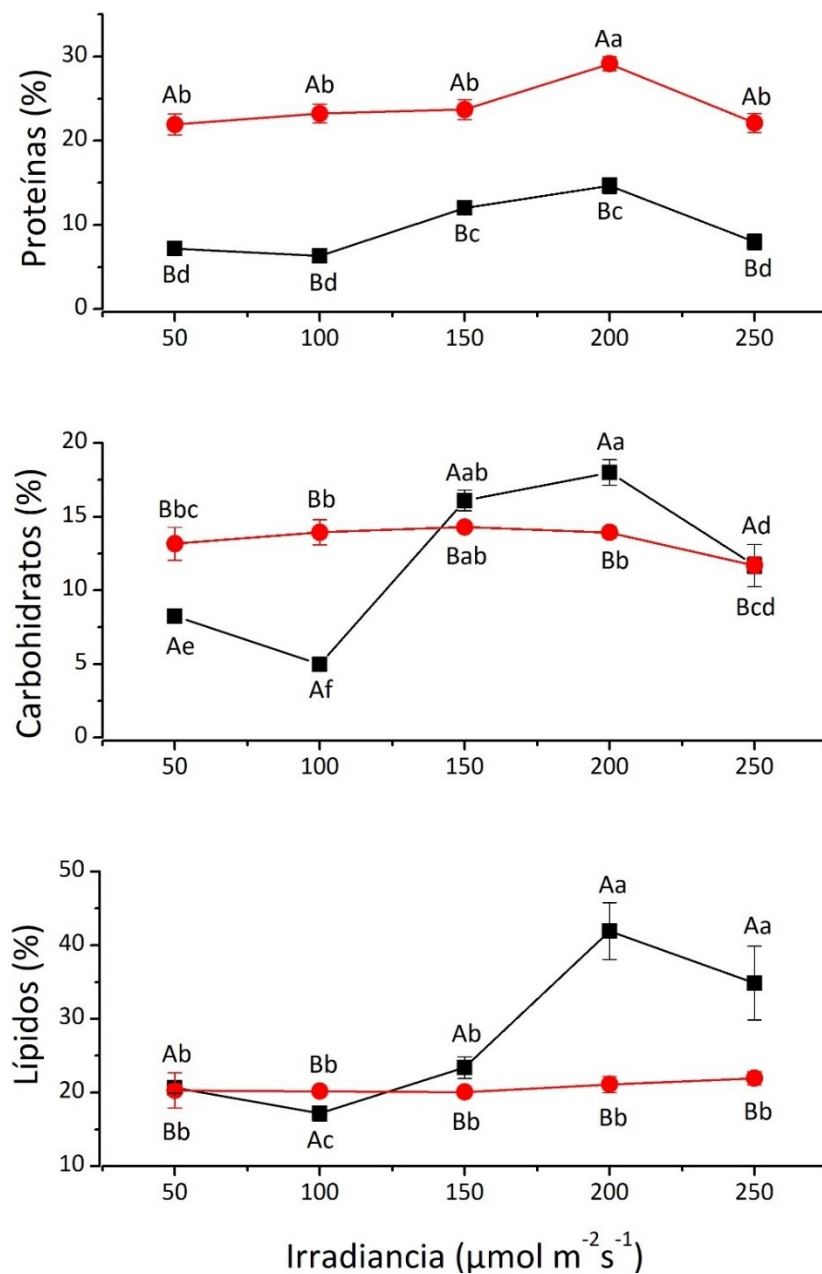 Proteínas (%)
30
20
10
0
Ab Ab Ab Aa Ab
Bd Bd Bc Bc Bd
50 100 150 200 250
Carbohidratos (%)
20
15
10
5
0
Bbc Bb Aab Aa Ad
Ae Af Bab Bb Bcd
50 100 150 200 250
Lípidos (%)
50
40
30
20
10
Ab Bb Ab Aa Aa
Bb Ac Bb Bb Bb
50 100 150 200 250
Irradiancia (µmol m⁻²s⁻¹)